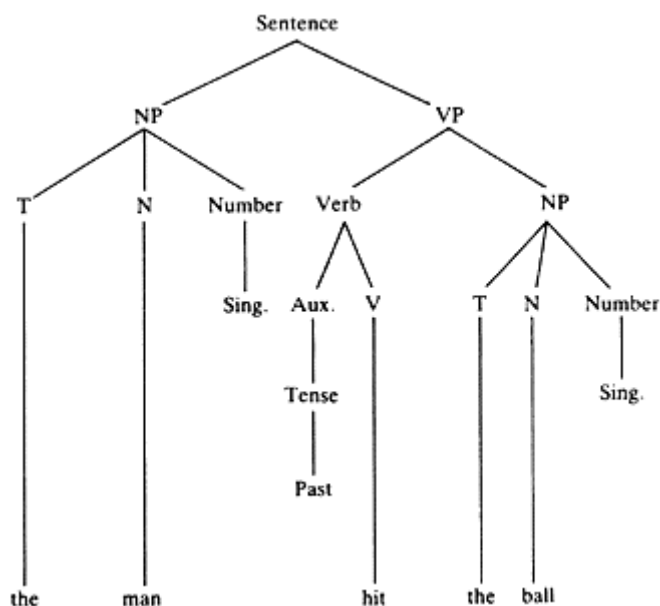 Sentence
NP VP
T N Number Verb NP
Sing. Aux. V T N Number
Tense Sing.
Past
the man hit the ball